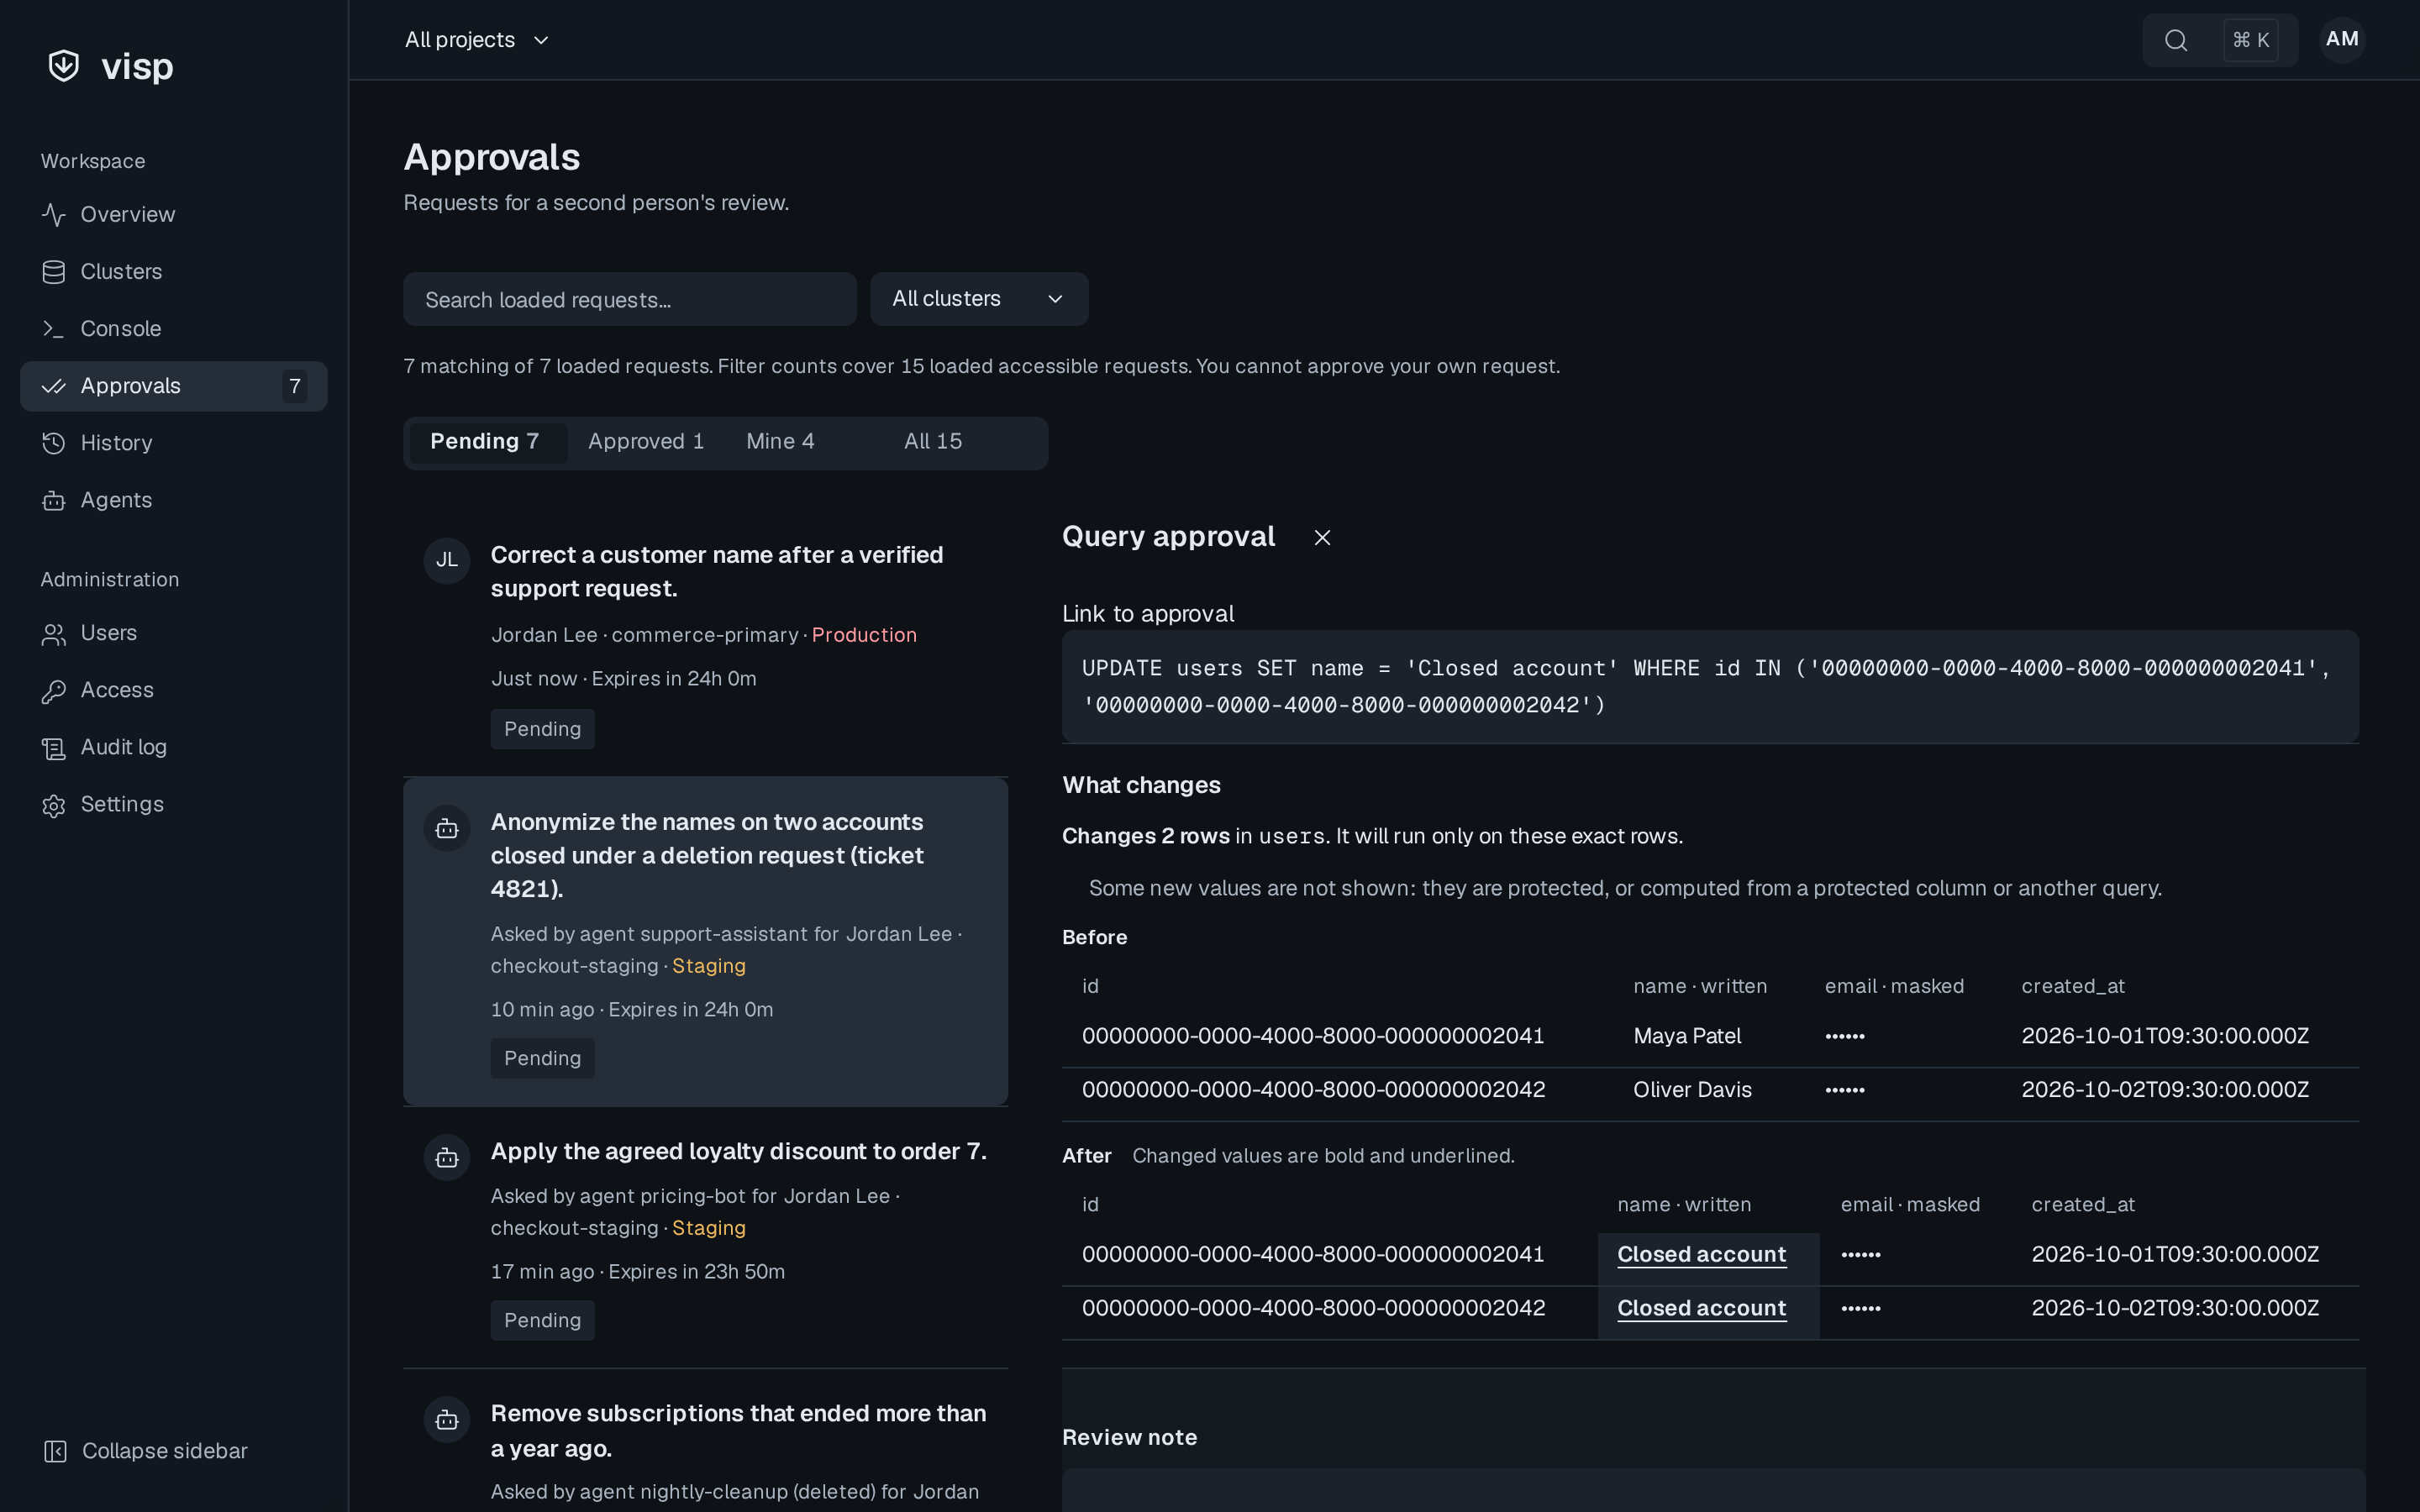 visp
Workspace
Overview
Clusters
Console
Approvals 7
History
Agents
Administration
Users
Access
Audit log
Settings
Collapse sidebar
All projects
⌘ K
AM
Approvals
Requests for a second person's review.
Search loaded requests...
All clusters
7 matching of 7 loaded requests. Filter counts cover 15 loaded accessible requests. You cannot approve your own request.
Pending 7 Approved 1 Mine 4 All 15
JL
Correct a customer name after a verified
support request.
Jordan Lee · commerce-primary · Production
Just now · Expires in 24h 0m
Pending
Anonymize the names on two accounts
closed under a deletion request (ticket
4821).
Asked by agent support-assistant for Jordan Lee ·
checkout-staging · Staging
10 min ago · Expires in 24h 0m
Pending
Apply the agreed loyalty discount to order 7.
Asked by agent pricing-bot for Jordan Lee ·
checkout-staging · Staging
17 min ago · Expires in 23h 50m
Pending
Remove subscriptions that ended more than
a year ago.
Asked by agent nightly-cleanup (deleted) for Jordan
Query approval
Link to approval
UPDATE users SET name = 'Closed account' WHERE id IN ('00000000-0000-4000-8000-000000002041',
'00000000-0000-4000-8000-000000002042')
What changes
Changes 2 rows in users. It will run only on these exact rows.
Some new values are not shown: they are protected, or computed from a protected column or another query.
Before
id name · written email · masked created_at
00000000-0000-4000-8000-000000002041 Maya Patel •••••• 2026-10-01T09:30:00.000Z
00000000-0000-4000-8000-000000002042 Oliver Davis •••••• 2026-10-02T09:30:00.000Z
After Changed values are bold and underlined.
id name · written email · masked created_at
00000000-0000-4000-8000-000000002041 Closed account •••••• 2026-10-01T09:30:00.000Z
00000000-0000-4000-8000-000000002042 Closed account •••••• 2026-10-02T09:30:00.000Z
Review note